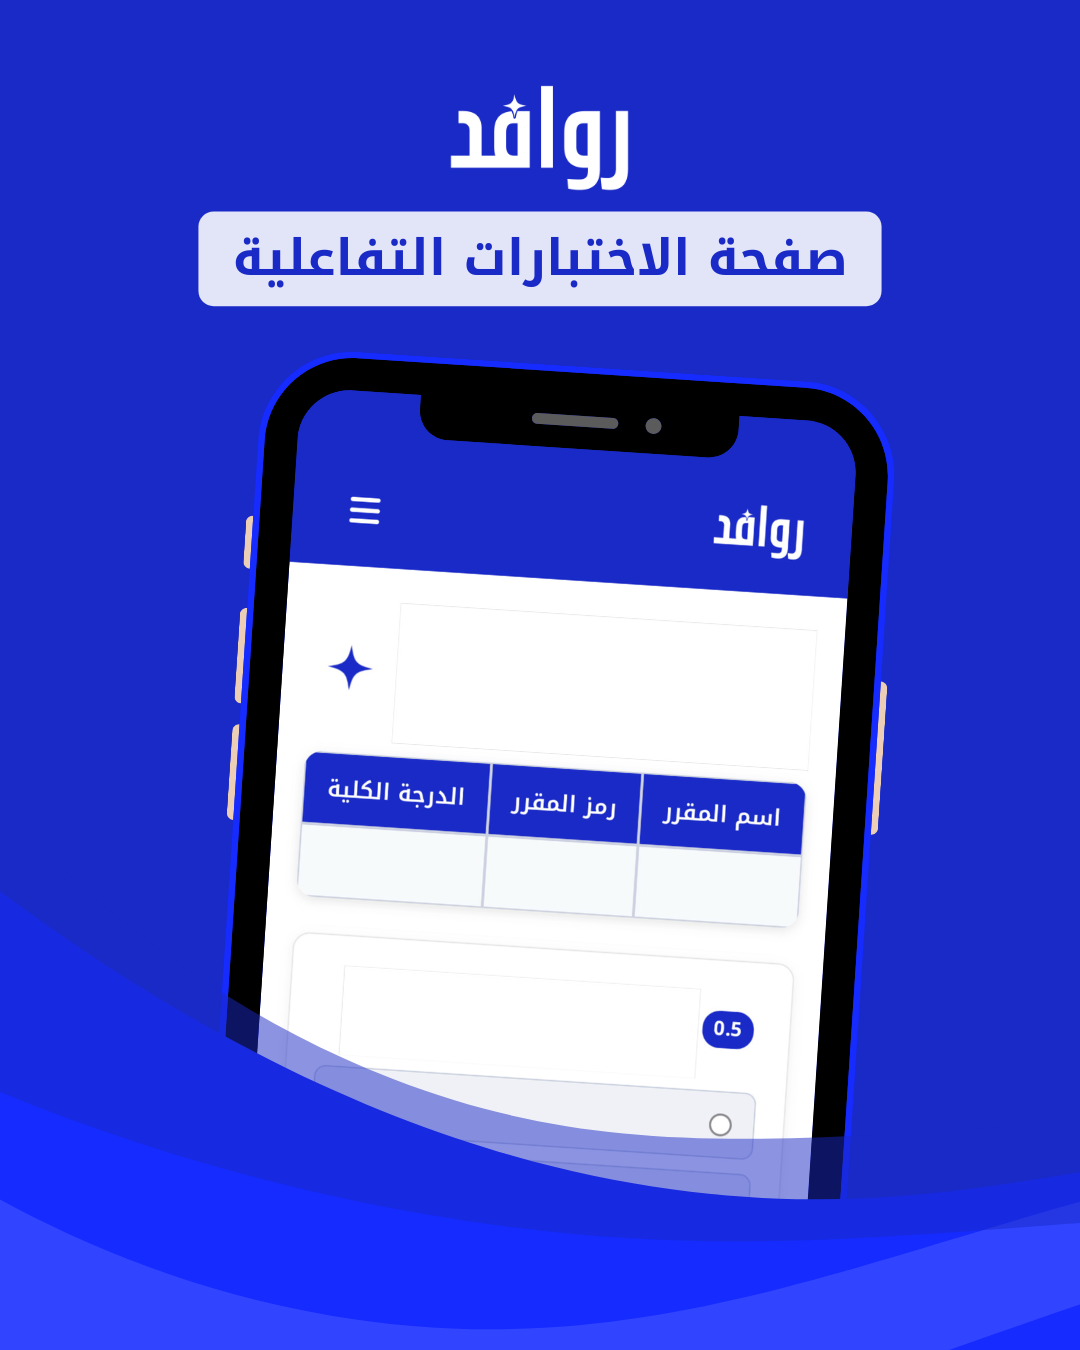 روافد
صفحة الاختبارات التفاعلية
روافد
اسم المقرر رمز المقرر الدرجة الكلية
0.5